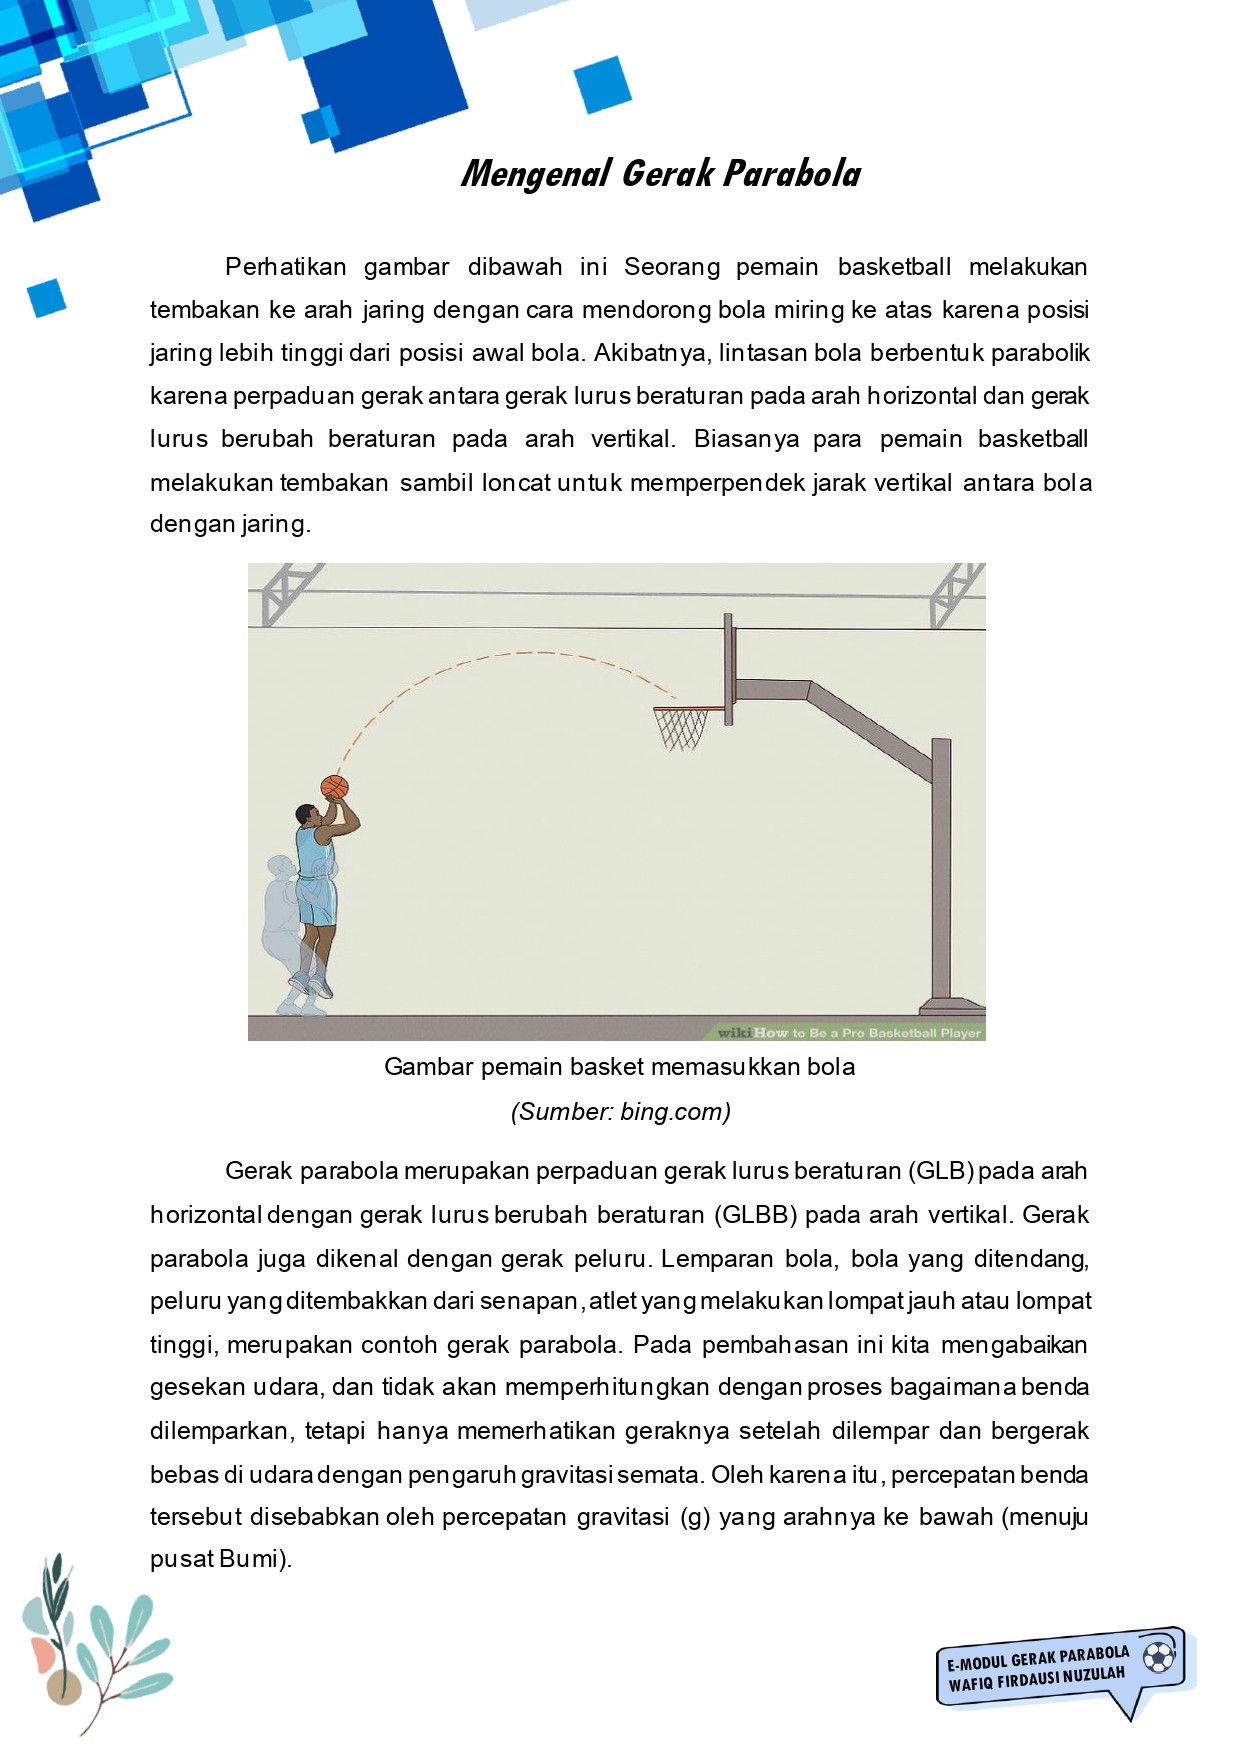 Mengenal Gerak Parabola
Perhatikan gambar dibawah ini Seorang pemain basketball melakukan
tembakan ke arah jaring dengan cara mendorong bola miring ke atas karena posisi
jaring lebih tinggi dari posisi awal bola. Akibatnya, lintasan bola berbentuk parabolik
karena perpaduan gerak antara gerak lurus beraturan pada arah horizontal dan gerak
lurus berubah beraturan pada arah vertikal. Biasanya para pemain basketball
melakukan tembakan sambil loncat untuk memperpendek jarak vertikal antara bola
dengan jaring.
wikiHow to Be a Pro Basketball Player
Gambar pemain basket memasukkan bola
(Sumber: bing.com)
Gerak parabola merupakan perpaduan gerak lurus beraturan (GLB) pada arah
horizontal dengan gerak lurus berubah beraturan (GLBB) pada arah vertikal. Gerak
parabola juga dikenal dengan gerak peluru. Lemparan bola, bola yang ditendang,
peluru yang ditembakkan dari senapan, atlet yang melakukan lompat jauh atau lompat
tinggi, merupakan contoh gerak parabola. Pada pembahasan ini kita mengabaikan
gesekan udara, dan tidak akan memperhitungkan dengan proses bagaimana benda
dilemparkan, tetapi hanya memerhatikan geraknya setelah dilempar dan bergerak
bebas di udara dengan pengaruh gravitasi semata. Oleh karena itu, percepatan benda
tersebut disebabkan oleh percepatan gravitasi (g) yang arahnya ke bawah (menuju
pusat Bumi).
E-MODUL GERAK PARABOLA
WAFIQ FIRDAUSI NUZULAH